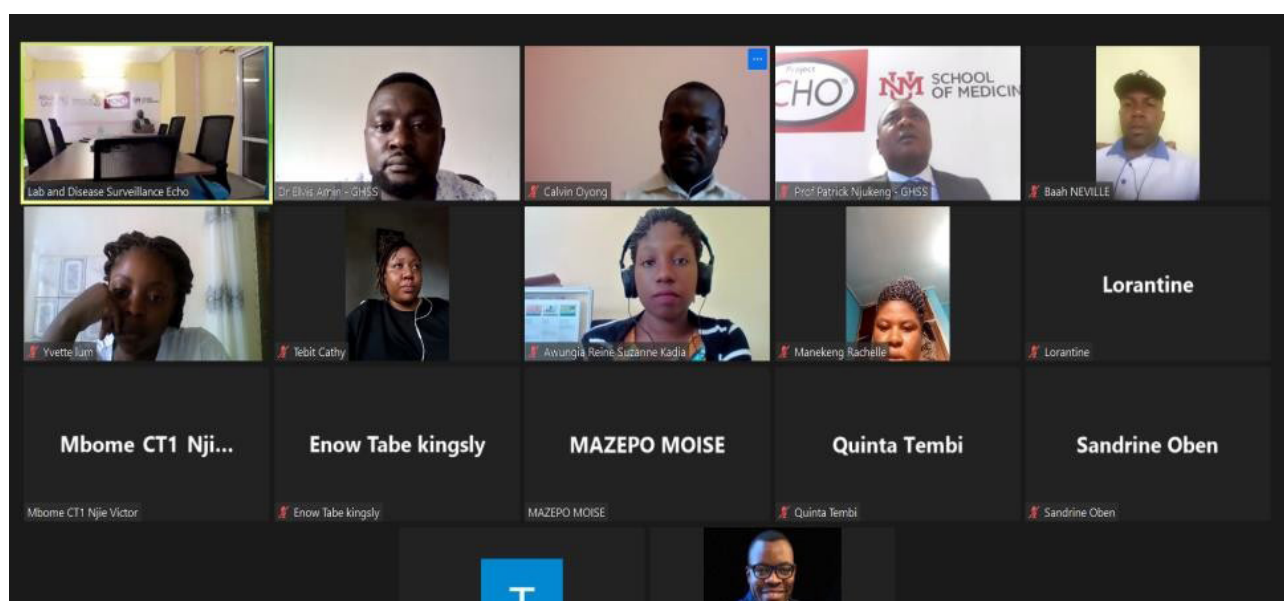 Lab and Disease Surveillance Echo
Dr Elvis Amin - GHSS
Calvin Oyong
Project
CHO®
UNM SCHOOL
OF MEDICIN
Prof Patrick Njukeng - GHSS
Baah NEVILLE
Yvette lum
Tebit Cathy
Awungia Reine Suzanne Kadia
Manekeng Rachelle
Lorantine
Lorantine
Mbome CT1 Nji...
Mbome CT1 Njie Victor
Enow Tabe kingsly
Enow Tabe kingsly
MAZEPO MOISE
MAZEPO MOISE
Quinta Tembi
Quinta Tembi
Sandrine Oben
Sandrine Oben
T